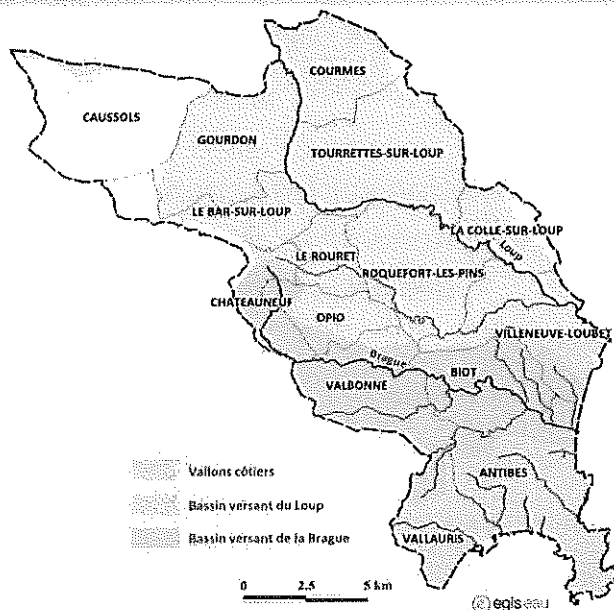 COURMES
CAUSSOLS
GOURDON
TOURRETTES-SUR-LOUP
LE BAR-SUR-LOUP
LA COLLE-SUR-LOUP
Loup
LE ROURET
ROQUEFORT-LES-PINS
CHATEAUNEUF
OPIO
VILLENEUVE-LOUBET
Brague
BIOT
VALBONNE
Vallons côtiers
ANTIBES
Bassin versant du Loup
Bassin versant de la Brague
VALLAURIS
0 2,5 5 km
egis eau